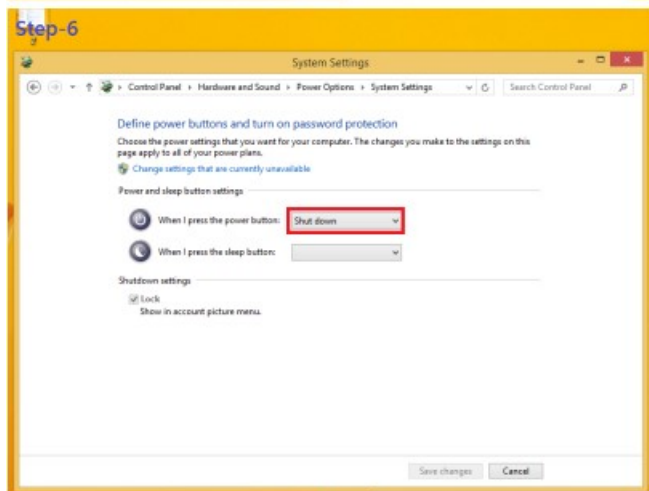 Step-6
System Settings
Control Panel Hardware and Sound Power Options System Settings Search Control Panel
Define power buttons and turn on password protection
Choose the power settings that you want for your computer. The changes you make to the settings on this
page apply to all of your power plans.
Change settings that are currently unavailable
Power and sleep button settings
When I press the power button: Shut down
When I press the sleep button:
Shutdown settings
Lock
Show in account picture menu.
Save changes Cancel